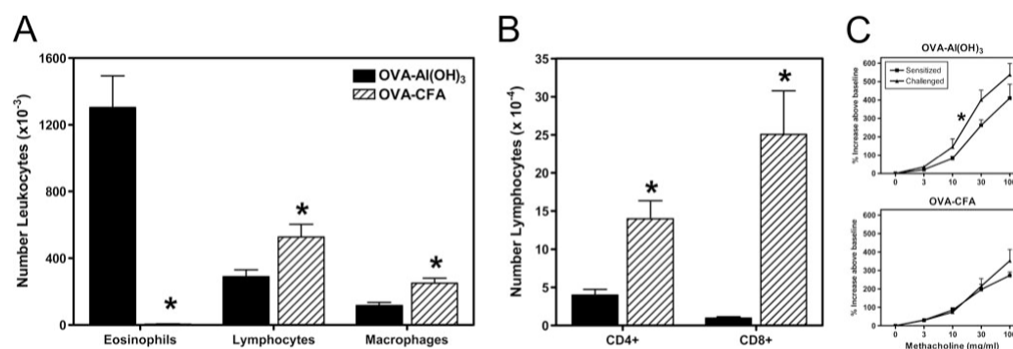 A
Number Leukocytes (x10-3)
1600
1200
800
400
0
OVA-Al(OH)3
OVA-CFA
*
*
*
Eosinophils
Lymphocytes
Macrophages
B
Number Lymphocytes (x 10-4)
35
30
25
20
15
10
5
0
*
*
CD4+
CD8+
C
OVA-Al(OH)3
% Increase above baseline
600
500
400
300
200
100
0
Sensitized
Challenged
*
0 3 10 30 100
OVA-CFA
% Increase above baseline
600
500
400
300
200
100
0
0 3 10 30 100
Methacholine (mg/ml)